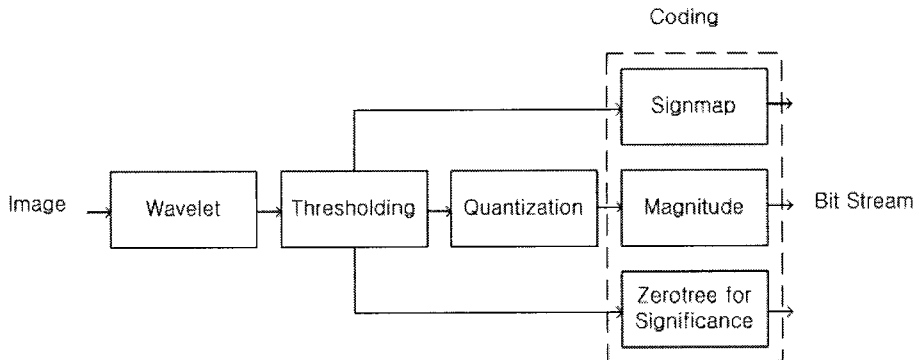 Coding
Signmap
Image
Wavelet
Thresholding
Quantization
Magnitude
Bit Stream
Zerotree for
Significance